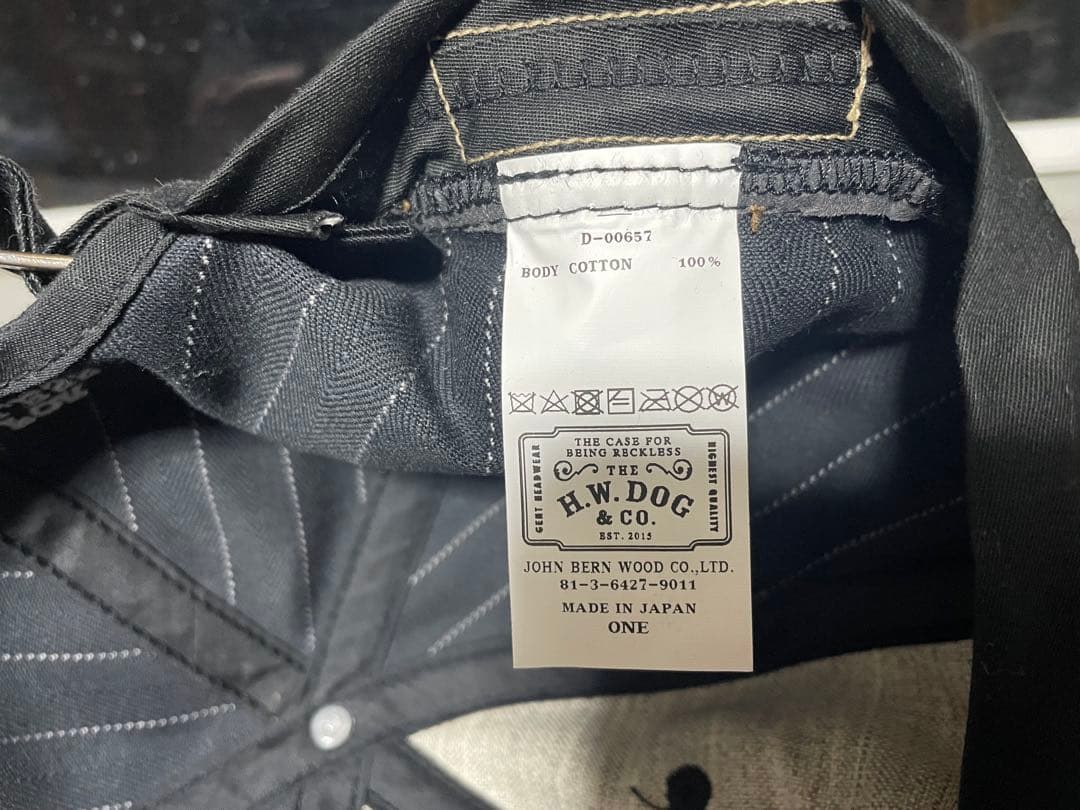 D-00657
BODY COTTON 100%
THE CASE FOR
BEING RECKLESS
GENT HEADWEAR
THE
H.W. DOG
& CO.
EST. 2015
HIGHEST QUALITY
JOHN BERN WOOD CO.,LTD.
81-3-6427-9011
MADE IN JAPAN
ONE